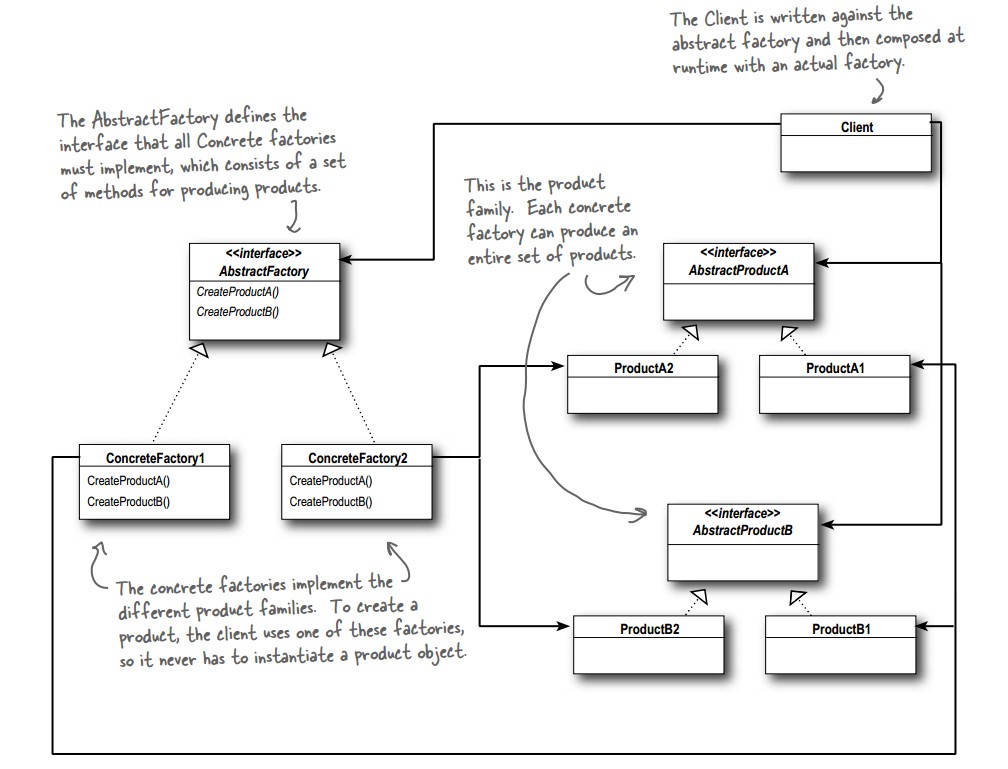 The Client is written against the
abstract factory and then composed at
runtime with an actual factory.
The AbstractFactory defines the
interface that all Concrete factories
must implement, which consists of a set
of methods for producing products.
Client
This is the product
family. Each concrete
factory can produce an
entire set of products.
<<interface>>
AbstractFactory
CreateProductA()
CreateProductB()
<<interface>>
AbstractProductA
ProductA2
ProductA1
ConcreteFactory1
CreateProductA()
CreateProductB()
ConcreteFactory2
CreateProductA()
CreateProductB()
<<interface>>
AbstractProductB
The concrete factories implement the
different product families. To create a
product, the client uses one of these factories,
so it never has to instantiate a product object.
ProductB2
ProductB1